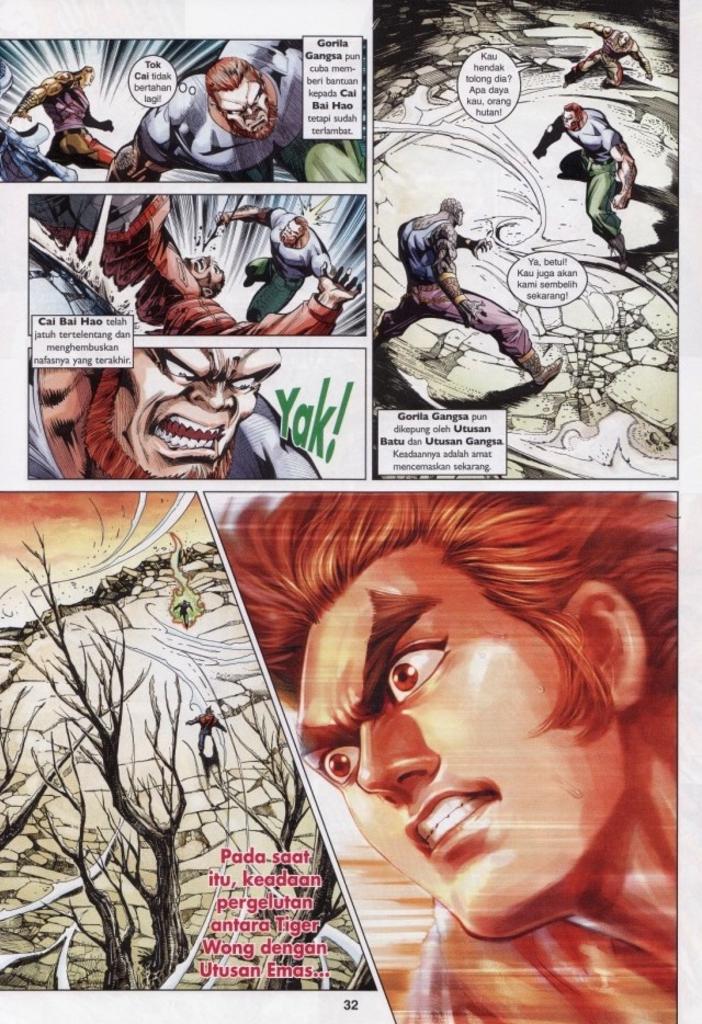 Tok
Cai tidak
bertahan
lagi!
Gorila
Gangsa pun
cuba mem-
beri bantuan
kepada Cai
Bai Hao
tetapi sudah
terlambat.
Cai Bai Hao telah
jatuh tertelentang dan
menghembuskan
nafasnya yang terakhir.
Yak!
Kau
hendak
tolong dia?
Apa daya
kau, orang
hutan!
Ya, betul!
Kau juga akan
kami sembelih
sekarang!
Gorila Gangsa pun
dikepung oleh Utusan
Batu dan Utusan Gangsa.
Keadaannya adalah amat
mencemaskan sekarang.
Pada saat
itu, keadaan
pergelutan
antara Tiger
Wong dengan
Utusan Emas...
32